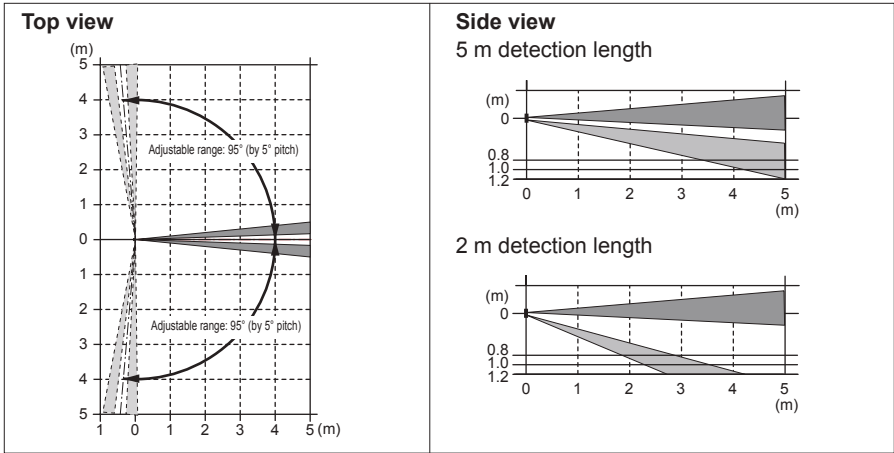 Top view
(m)
5
4
3
2
1
0
1
2
3
4
5
Adjustable range: 95° (by 5° pitch)
Adjustable range: 95° (by 5° pitch)
1 0 1 2 3 4 5 (m)
Side view
5 m detection length
(m)
0
0.8
1.0
1.2
0 1 2 3 4 5
(m)
2 m detection length
(m)
0
0.8
1.0
1.2
0 1 2 3 4 5
(m)